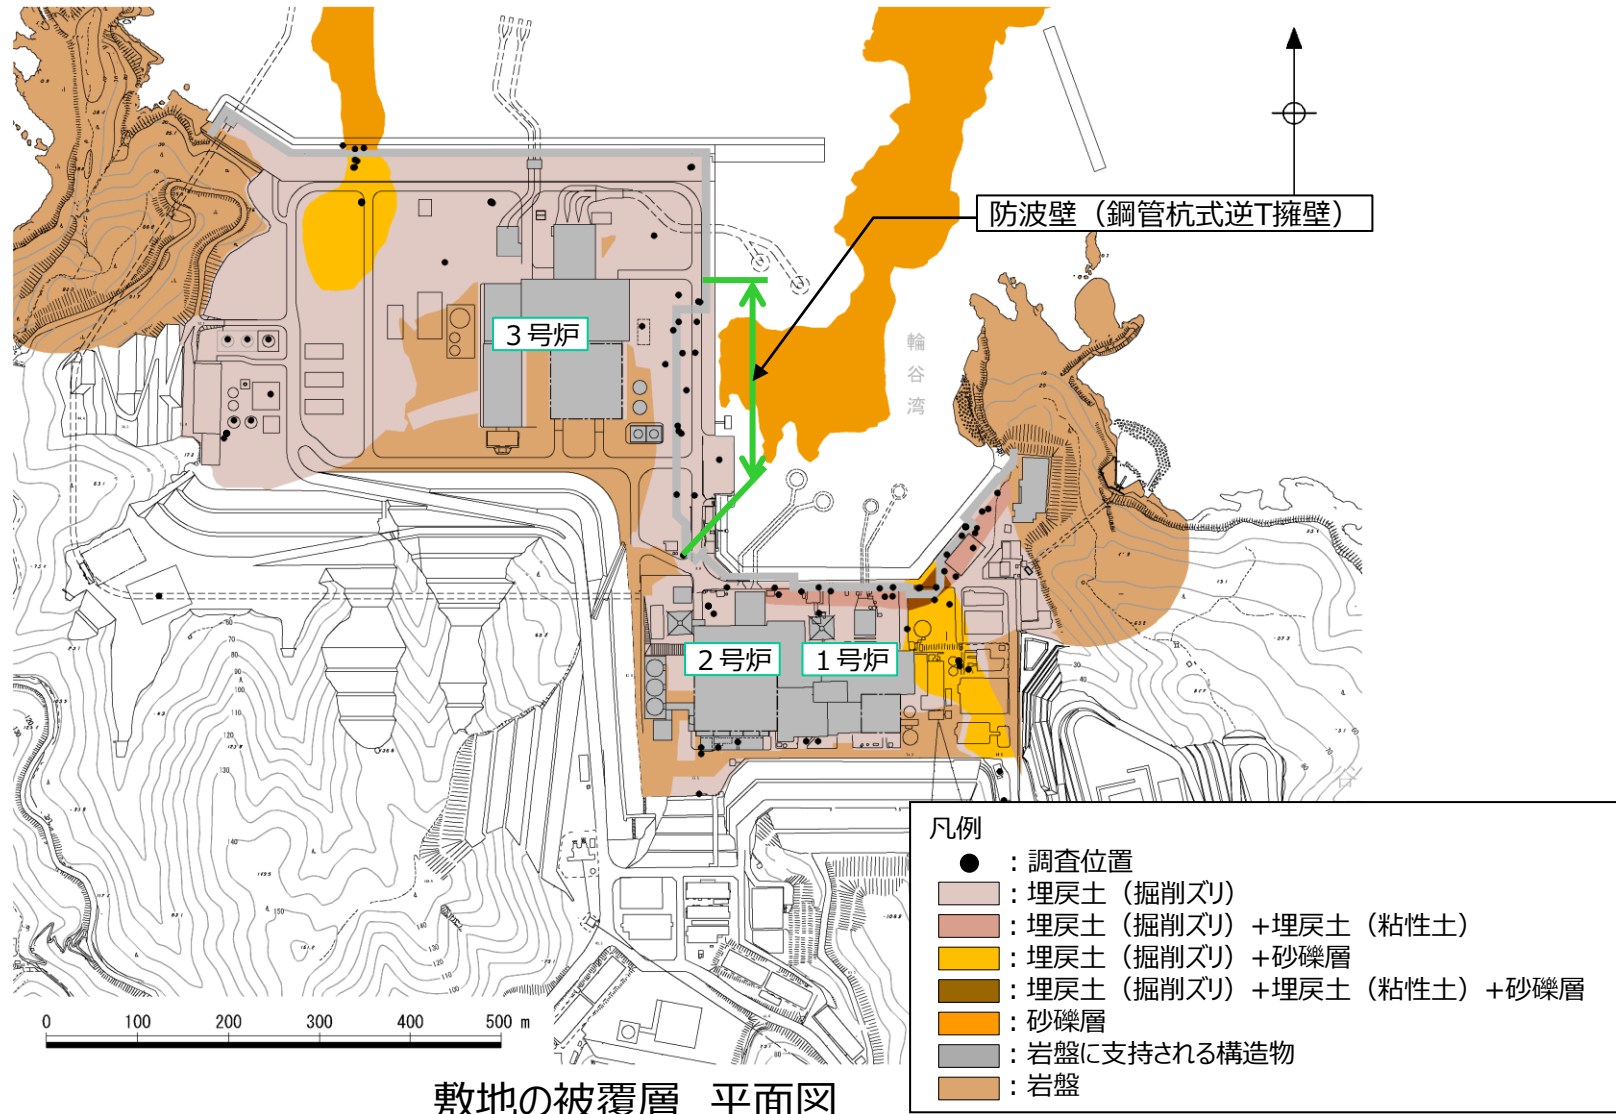 防波壁（鋼管杭式逆T擁壁）
輪谷湾
3号炉
2号炉
1号炉
凡例
●：調査位置
：埋戻土（掘削ズリ）
：埋戻土（掘削ズリ）+埋戻土（粘性土）
：埋戻土（掘削ズリ）+砂礫層
：埋戻土（掘削ズリ）+埋戻土（粘性土）+砂礫層
：砂礫層
：岩盤に支持される構造物
：岩盤
0 100 200 300 400 500 m
敷地の被覆層 平面図